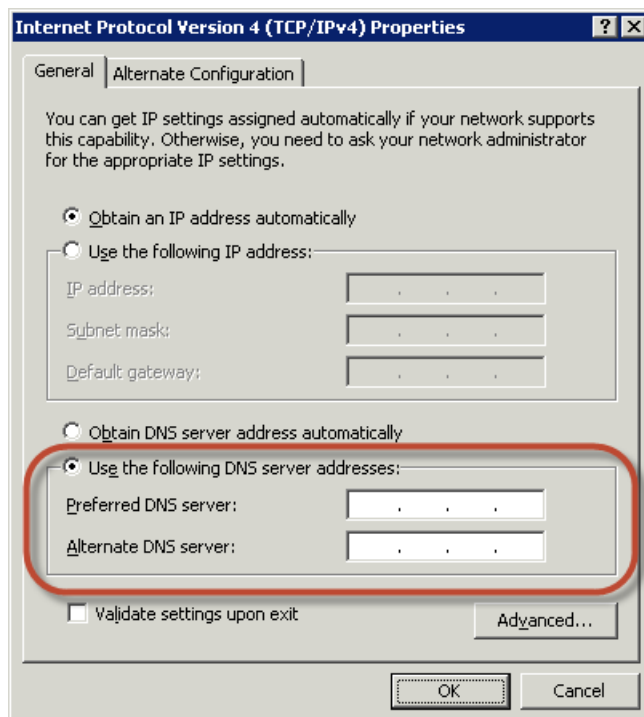 Internet Protocol Version 4 (TCP/IPv4) Properties
General
Alternate Configuration
You can get IP settings assigned automatically if your network supports
this capability. Otherwise, you need to ask your network administrator
for the appropriate IP settings.
Obtain an IP address automatically
Use the following IP address:
IP address:
Subnet mask:
Default gateway:
Obtain DNS server address automatically
Use the following DNS server addresses:
Preferred DNS server:
Alternate DNS server:
Validate settings upon exit
Advanced...
OK
Cancel